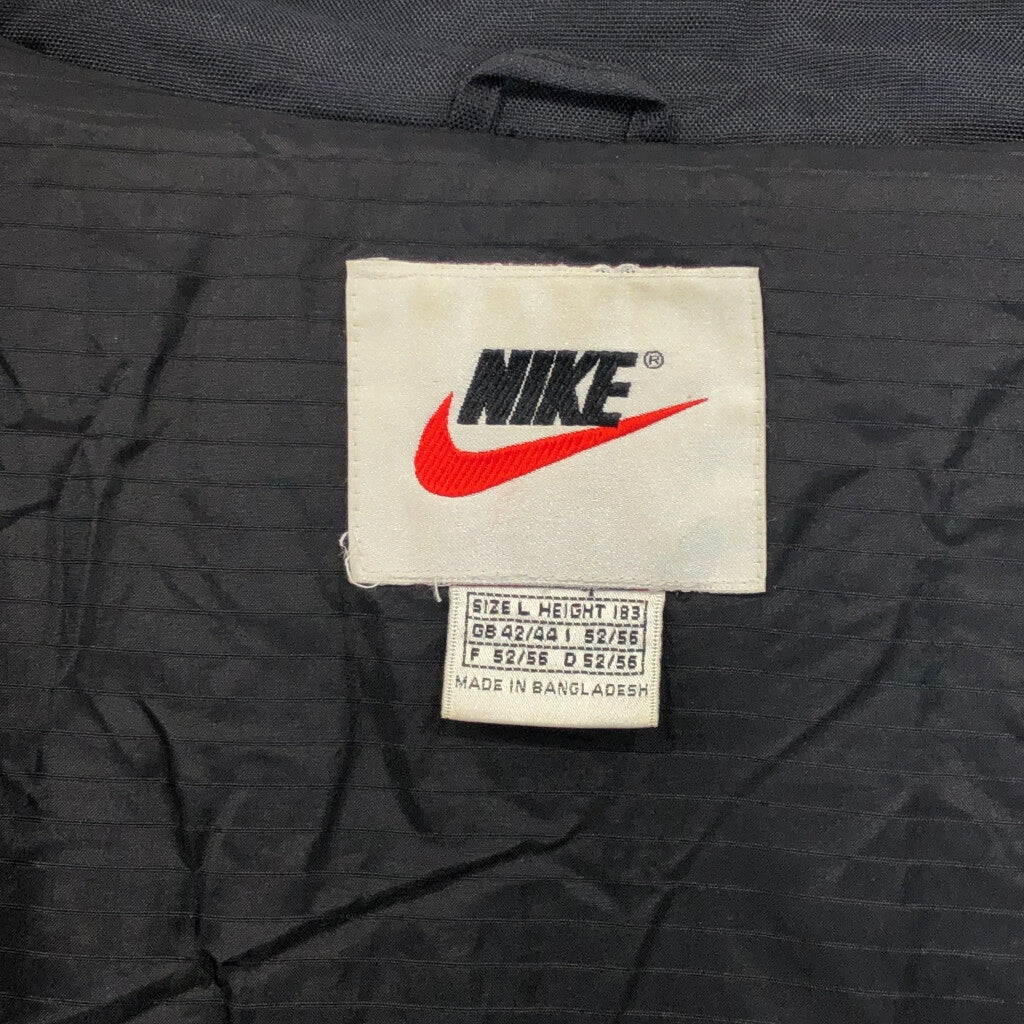 NIKE®
SIZE L HEIGHT 183
GB 42/44 I 52/56
F 52/56 D 52/56
MADE IN BANGLADESH